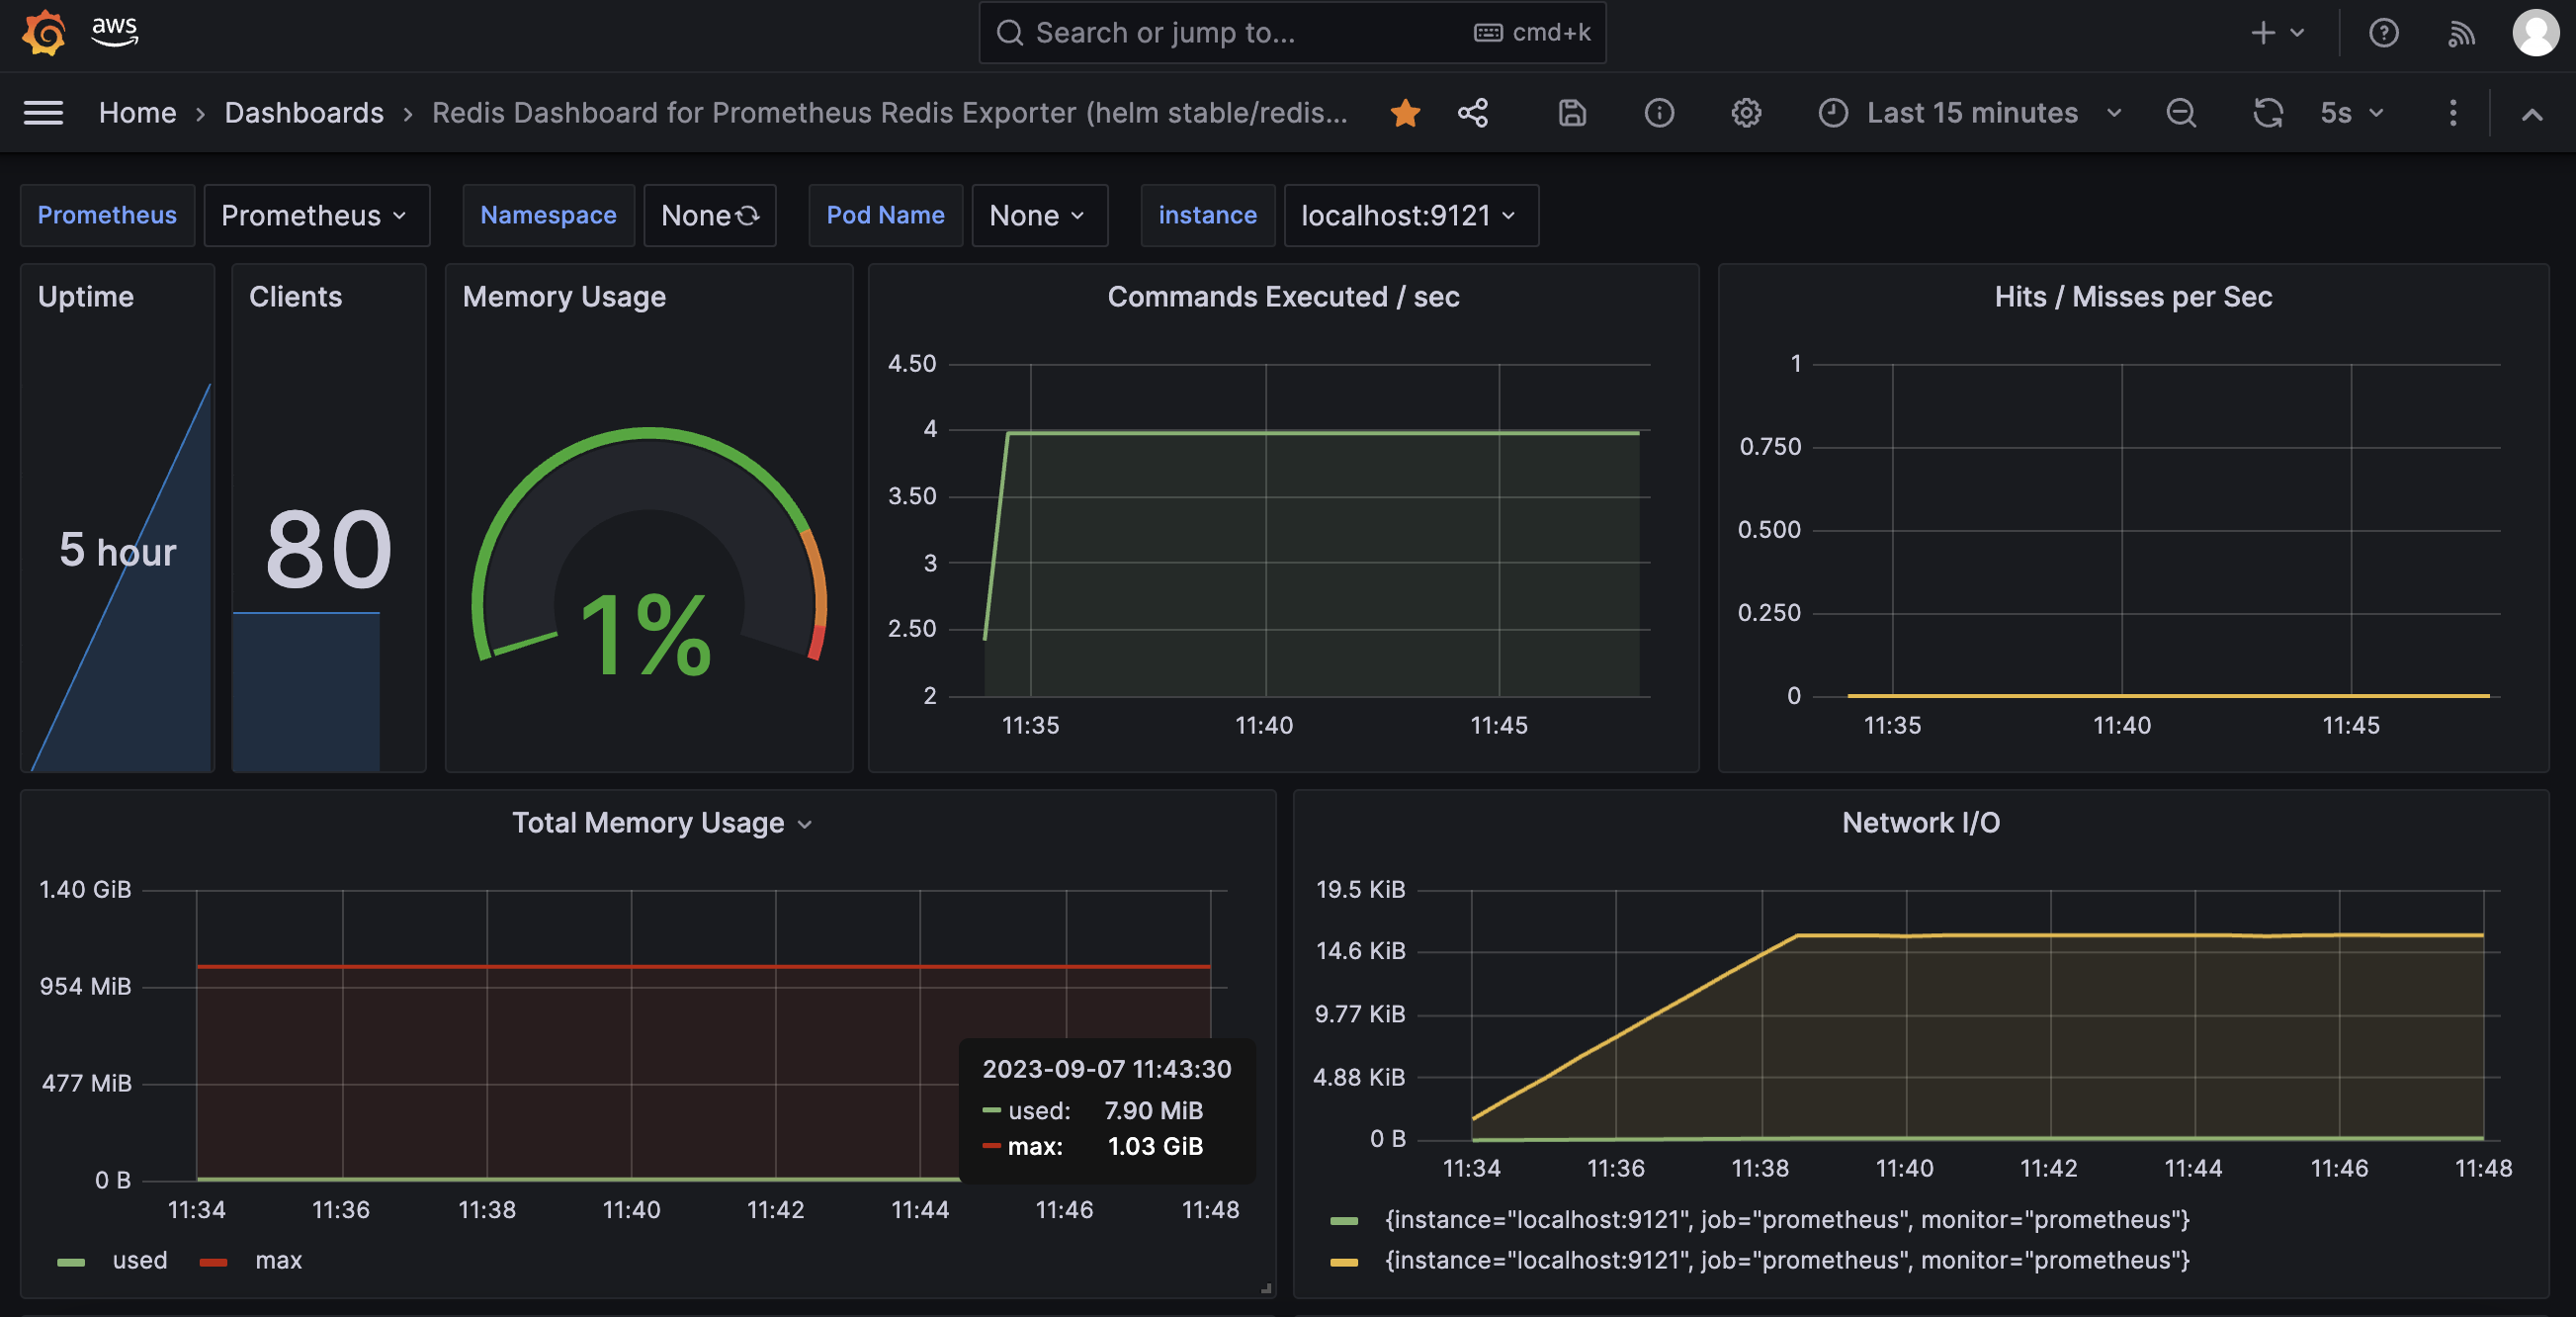 aws
Search or jump to... cmd+k
Home › Dashboards › Redis Dashboard for Prometheus Redis Exporter (helm stable/redis... Last 15 minutes 5s
Prometheus Prometheus Namespace None Pod Name None instance localhost:9121
Uptime
5 hour
Clients
80
Memory Usage
1%
Commands Executed / sec
4.50
4
3.50
3
2.50
2
11:35 11:40 11:45
Hits / Misses per Sec
1
0.750
0.500
0.250
0
11:35 11:40 11:45
Total Memory Usage
1.40 GiB
954 MiB
477 MiB
0 B
11:34 11:36 11:38 11:40 11:42 11:44 11:46 11:48
2023-09-07 11:43:30
used: 7.90 MiB
max: 1.03 GiB
used max
Network I/O
19.5 KiB
14.6 KiB
9.77 KiB
4.88 KiB
0 B
11:34 11:36 11:38 11:40 11:42 11:44 11:46 11:48
{instance="localhost:9121", job="prometheus", monitor="prometheus"}
{instance="localhost:9121", job="prometheus", monitor="prometheus"}